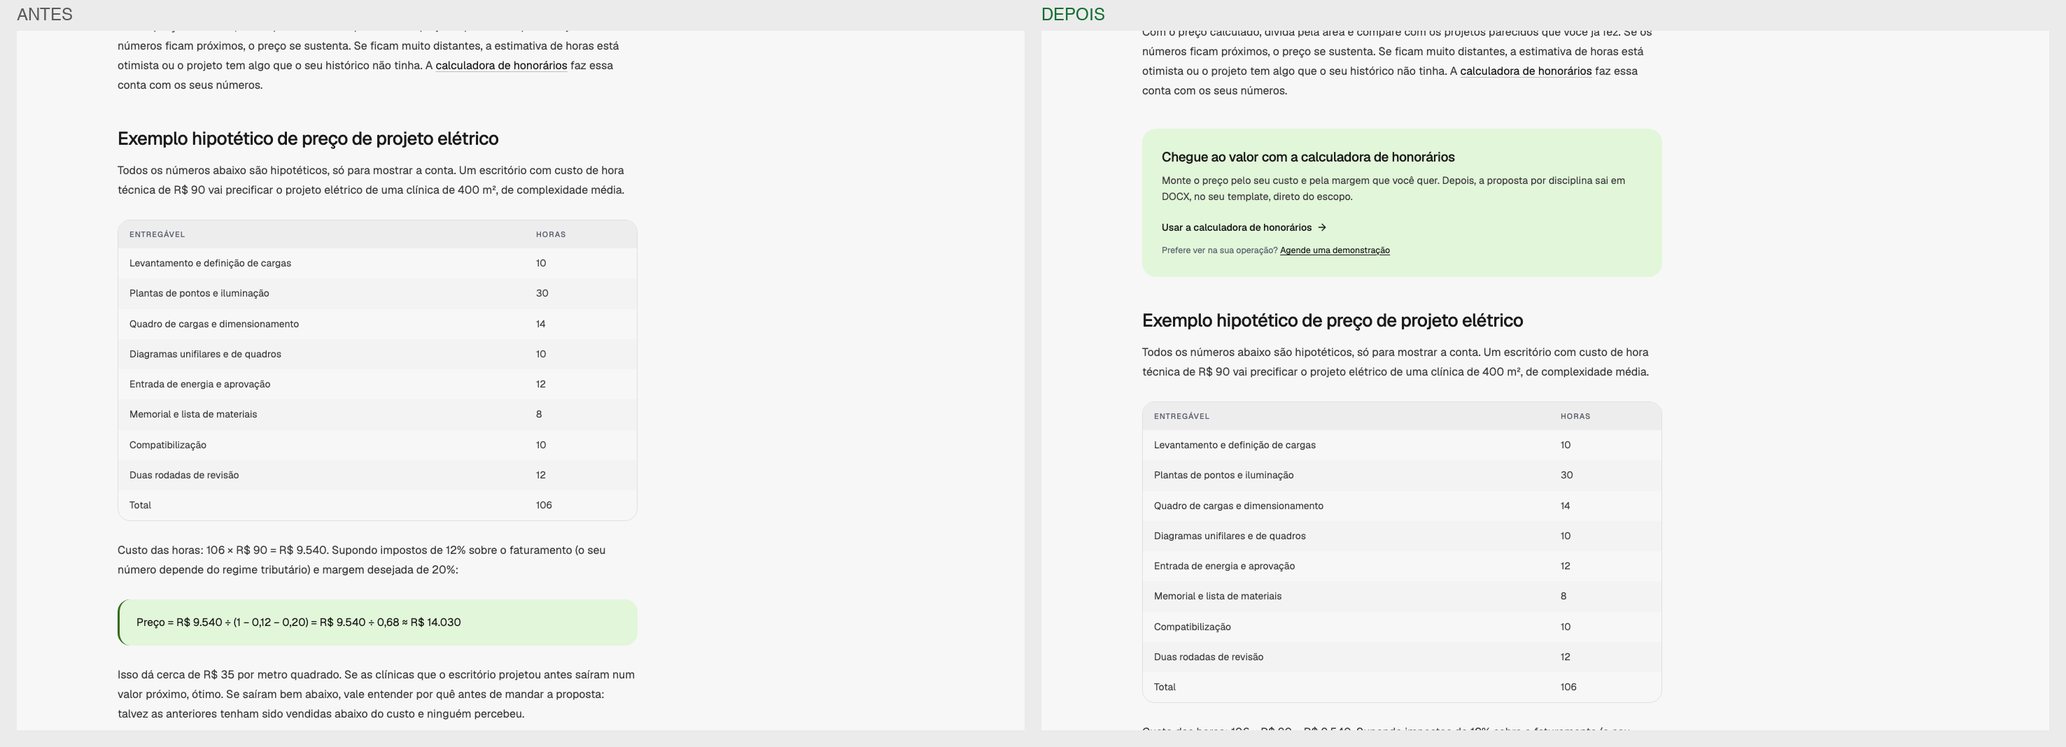 ANTES
números ficam próximos, o preço se sustenta. Se ficam muito distantes, a estimativa de horas está
otimista ou o projeto tem algo que o seu histórico não tinha. A calculadora de honorários faz essa
conta com os seus números.
Exemplo hipotético de preço de projeto elétrico
Todos os números abaixo são hipotéticos, só para mostrar a conta. Um escritório com custo de hora
técnica de R$ 90 vai precificar o projeto elétrico de uma clínica de 400 m², de complexidade média.
ENTREGÁVEL HORAS
Levantamento e definição de cargas 10
Plantas de pontos e iluminação 30
Quadro de cargas e dimensionamento 14
Diagramas unifilares e de quadros 10
Entrada de energia e aprovação 12
Memorial e lista de materiais 8
Compatibilização 10
Duas rodadas de revisão 12
Total 106
Custo das horas: 106 × R$ 90 = R$ 9.540. Supondo impostos de 12% sobre o faturamento (o seu
número depende do regime tributário) e margem desejada de 20%:
Preço = R$ 9.540 ÷ (1 − 0,12 − 0,20) = R$ 9.540 ÷ 0,68 ≈ R$ 14.030
Isso dá cerca de R$ 35 por metro quadrado. Se as clínicas que o escritório projetou antes saíram num
valor próximo, ótimo. Se saíram bem abaixo, vale entender por quê antes de mandar a proposta:
talvez as anteriores tenham sido vendidas abaixo do custo e ninguém percebeu.
DEPOIS
Com o preço calculado, divida pela área e compare com os projetos parecidos que você já fez. Se os
números ficam próximos, o preço se sustenta. Se ficam muito distantes, a estimativa de horas está
otimista ou o projeto tem algo que o seu histórico não tinha. A calculadora de honorários faz essa
conta com os seus números.
Chegue ao valor com a calculadora de honorários
Monte o preço pelo seu custo e pela margem que você quer. Depois, a proposta por disciplina sai em
DOCX, no seu template, direto do escopo.
Usar a calculadora de honorários →
Prefere ver na sua operação? Agende uma demonstração
Exemplo hipotético de preço de projeto elétrico
Todos os números abaixo são hipotéticos, só para mostrar a conta. Um escritório com custo de hora
técnica de R$ 90 vai precificar o projeto elétrico de uma clínica de 400 m², de complexidade média.
ENTREGÁVEL HORAS
Levantamento e definição de cargas 10
Plantas de pontos e iluminação 30
Quadro de cargas e dimensionamento 14
Diagramas unifilares e de quadros 10
Entrada de energia e aprovação 12
Memorial e lista de materiais 8
Compatibilização 10
Duas rodadas de revisão 12
Total 106